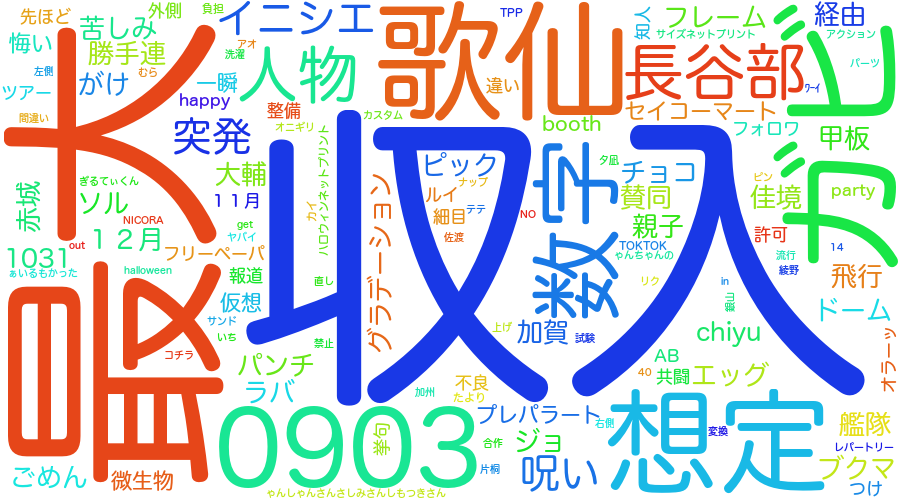 先ほど
外側
負担
イニシエ
TPP
知人
フレーム
経由
苦しみ
サイズネットプリント
アクション
悔い
勝手連
アオ
洗濯
歌仙
人物
長谷部
ガビ
左側
がけ
むら
一瞬
違い
ワーイ
パーツ
ツアー
happy
整備
カスタム
セイコーマート
間違い
突発
オニギリ
booth
フォロワ
甲板
最大
収入
数字
ぎるてぃくん
大輔
ピック
チョコ
ピン
佳境
party
赤城
ソル
11月
ルイ
ナップ
賛同
NICORA
カイ
細目
テテ
NO
親子
許可
get
ヤバイ
佐渡
TOKTOK
14
out
12月
フリーペーパ
ハロウィンネットプリント
グラデーション
ゃんちゃんの
流行
綾野
1031
ぁいるもかった
halloween
報道
直し
リク
in
飛行
仮想
銀山
ドーム
サンド
いち
上げ
加賀
試験
chiyu
オラーッ
コチラ
禁止
パンチ
AB
共闘
エッグ
40
ラバ
加州
不良
たより
想定
0903
プレパラート
右側
艦隊
挙句
ジョ
合作
変換
レパートリー
ごめん
微生物
片桐
呪い
ブクマ
つけ
ゃんしゃんさんさしみさんしもつきさん